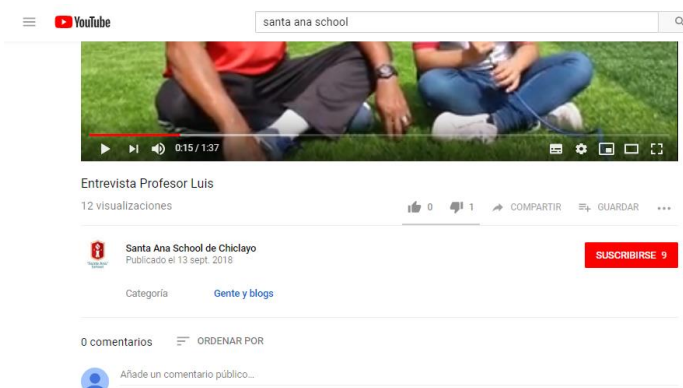 YouTube
santa ana school
0:15 / 1:37
Entrevista Profesor Luis
12 visualizaciones
0
1
COMPARTIR
GUARDAR
Santa Ana School de Chiclayo
Publicado el 13 sept. 2018
SUSCRIBIRSE 9
Categoría
Gente y blogs
0 comentarios
ORDENAR POR
Añade un comentario público...